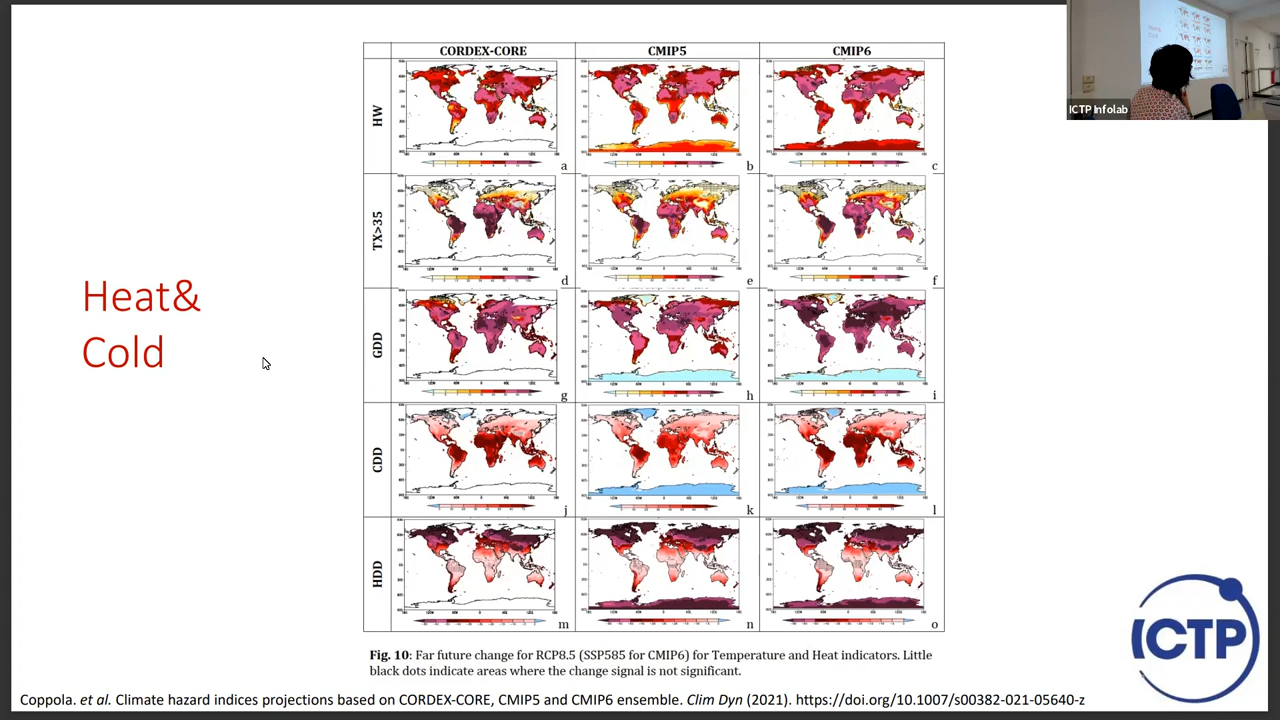 CORDEX-CORE
CMIP5
CMIP6
HW
a
b
c
ICTP Infolab
TX>35
d
e
f
Heat&
Cold
GDD
g
h
i
CDD
j
k
l
HDD
m
n
o
Fig. 10: Far future change for RCP8.5 (SSP585 for CMIP6) for Temperature and Heat indicators. Little
black dots indicate areas where the change signal is not significant.
ICTP
Coppola. et al. Climate hazard indices projections based on CORDEX-CORE, CMIP5 and CMIP6 ensemble. Clim Dyn (2021). https://doi.org/10.1007/s00382-021-05640-z